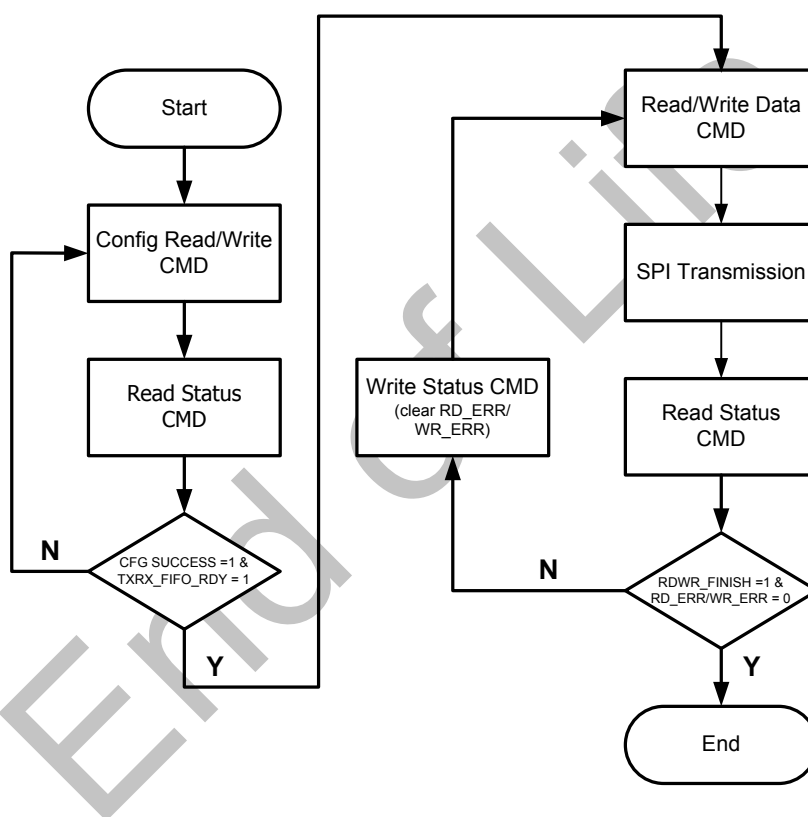 Start
Config Read/Write
CMD
Read Status
CMD
CFG SUCCESS =1 &
TXRX_FIFO_RDY = 1
N
Y
Read/Write Data
CMD
SPI Transmission
Write Status CMD
(clear RD_ERR/
WR_ERR)
Read Status
CMD
RDWR_FINISH =1 &
RD_ERR/WR_ERR = 0
N
Y
End
End of Life